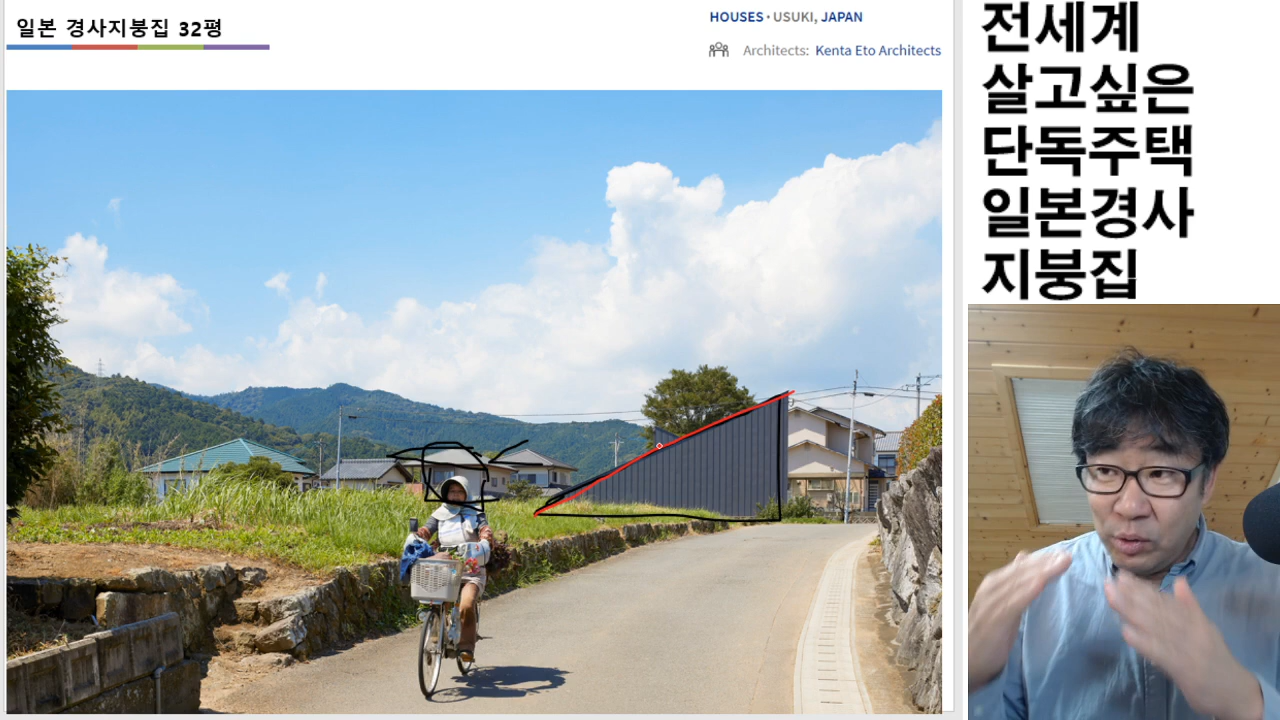 일본 경사지붕집 32평
HOUSES • USUKI, JAPAN
Architects: Kenta Eto Architects
전세계
살고싶은
단독주택
일본경사
지붕집